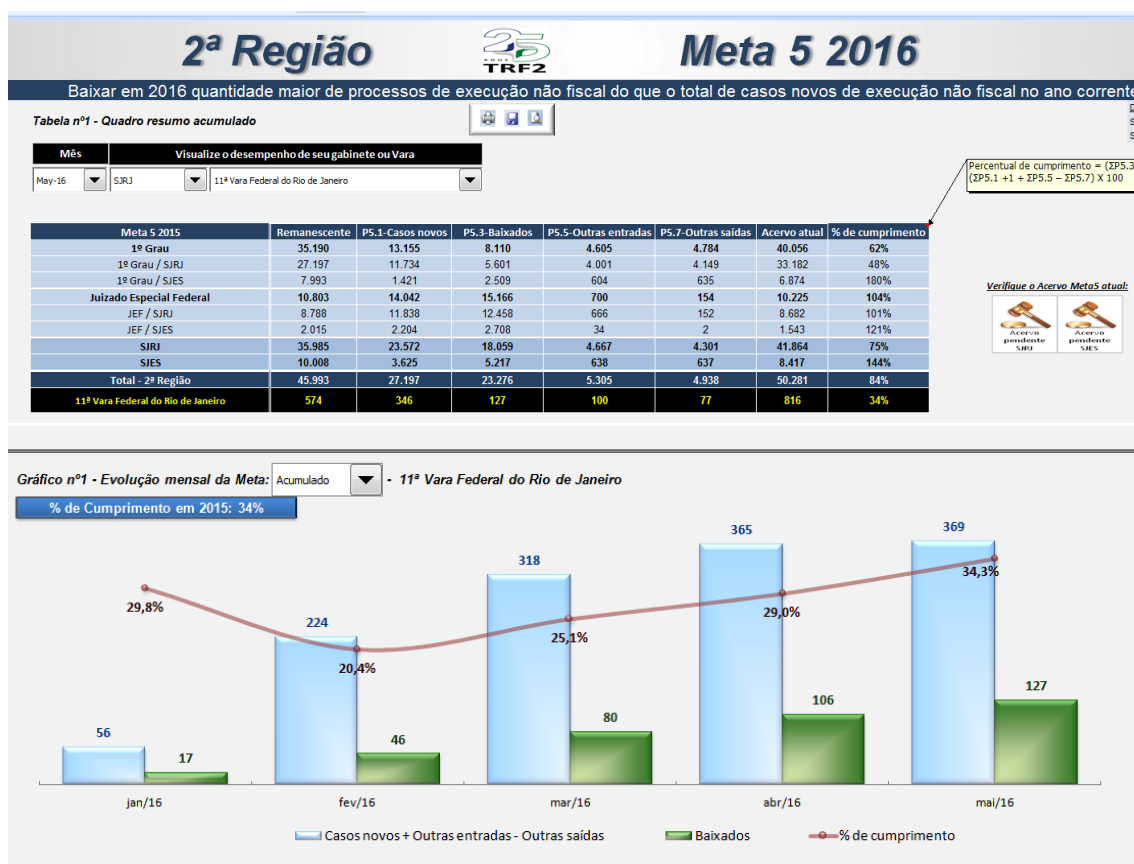 2ª Região
25
ANOS
TRF2
Meta 5 2016
Baixar em 2016 quantidade maior de processos de execução não fiscal do que o total de casos novos de execução não fiscal no ano corrente
Tabela nº1 - Quadro resumo acumulado
Mês Visualize o desempenho de seu gabinete ou Vara
May-16 SJRJ 11ª Vara Federal do Rio de Janeiro
Percentual de cumprimento = (ΣP5.3
(ΣP5.1 +1 + ΣP5.5 – ΣP5.7) X 100
Meta 5 2015 Remanescente P5.1-Casos novos P5.3-Baixados P5.5-Outras entradas P5.7-Outras saídas Acervo atual % de cumprimento
1º Grau 35.190 13.155 8.110 4.605 4.784 40.056 62%
1º Grau / SJRJ 27.197 11.734 5.601 4.001 4.149 33.182 48%
1º Grau / SJES 7.993 1.421 2.509 604 635 6.874 180%
Juizado Especial Federal 10.803 14.042 15.166 700 154 10.225 104%
JEF / SJRJ 8.788 11.838 12.458 666 152 8.682 101%
JEF / SJES 2.015 2.204 2.708 34 2 1.543 121%
SJRJ 35.985 23.572 18.059 4.667 4.301 41.864 75%
SJES 10.008 3.625 5.217 638 637 8.417 144%
Total - 2ª Região 45.993 27.197 23.276 5.305 4.938 50.281 84%
11ª Vara Federal do Rio de Janeiro 574 346 127 100 77 816 34%
Verifique o Acervo Meta5 atual:
Acervo pendente SJRJ
Acervo pendente SJES
Gráfico nº1 - Evolução mensal da Meta: Acumulado - 11ª Vara Federal do Rio de Janeiro
% de Cumprimento em 2015: 34%
56 224 318 365 369
29,8% 20,4% 25,1% 29,0% 34,3%
17 46 80 106 127
jan/16 fev/16 mar/16 abr/16 mai/16
Casos novos + Outras entradas - Outras saídas Baixados % de cumprimento